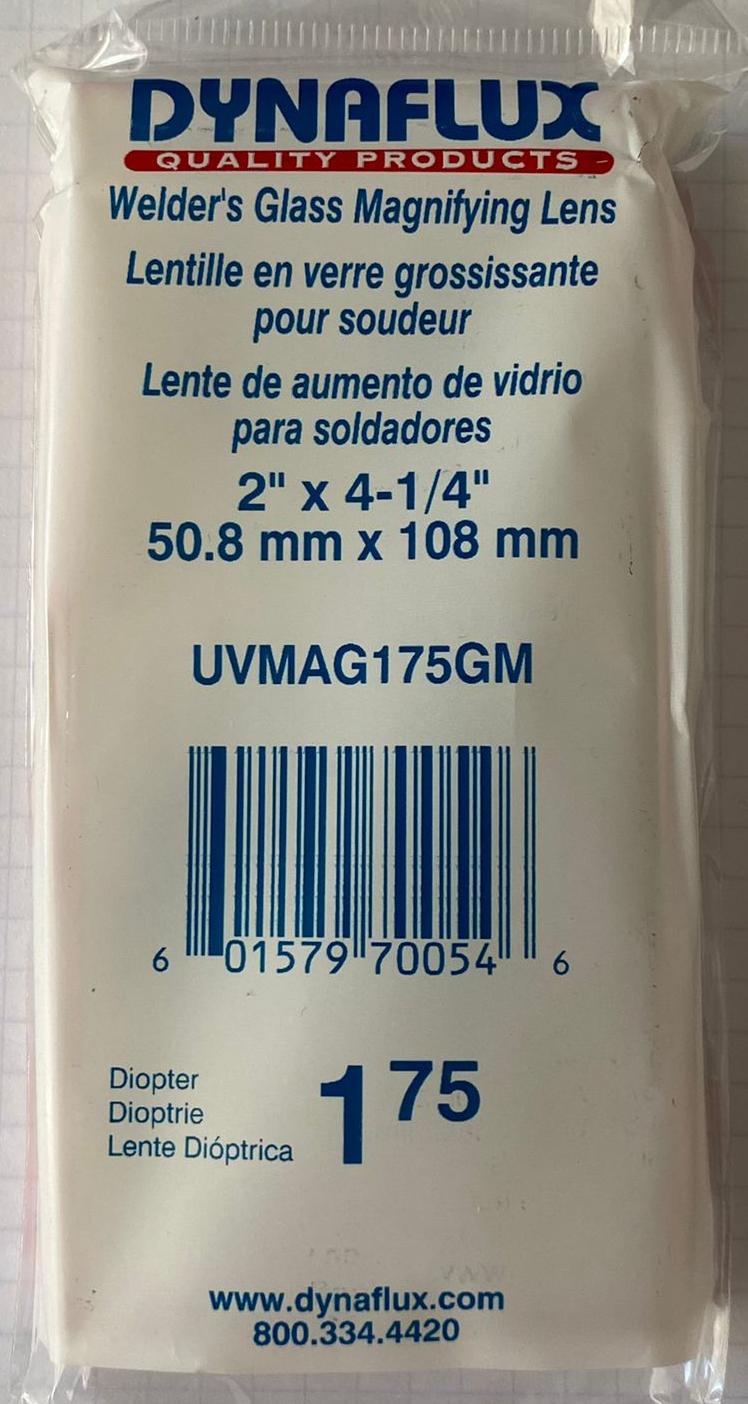 DYNAFLUX
QUALITY PRODUCTS
Welder's Glass Magnifying Lens
Lentille en verre grossissante
pour soudeur
Lente de aumento de vidrio
para soldadores
2" x 4-1/4"
50.8 mm x 108 mm
UVMAG175GM
6 01579 70054 6
Diopter
Dioptrie
Lente Dióptrica
1 75
www.dynaflux.com
800.334.4420